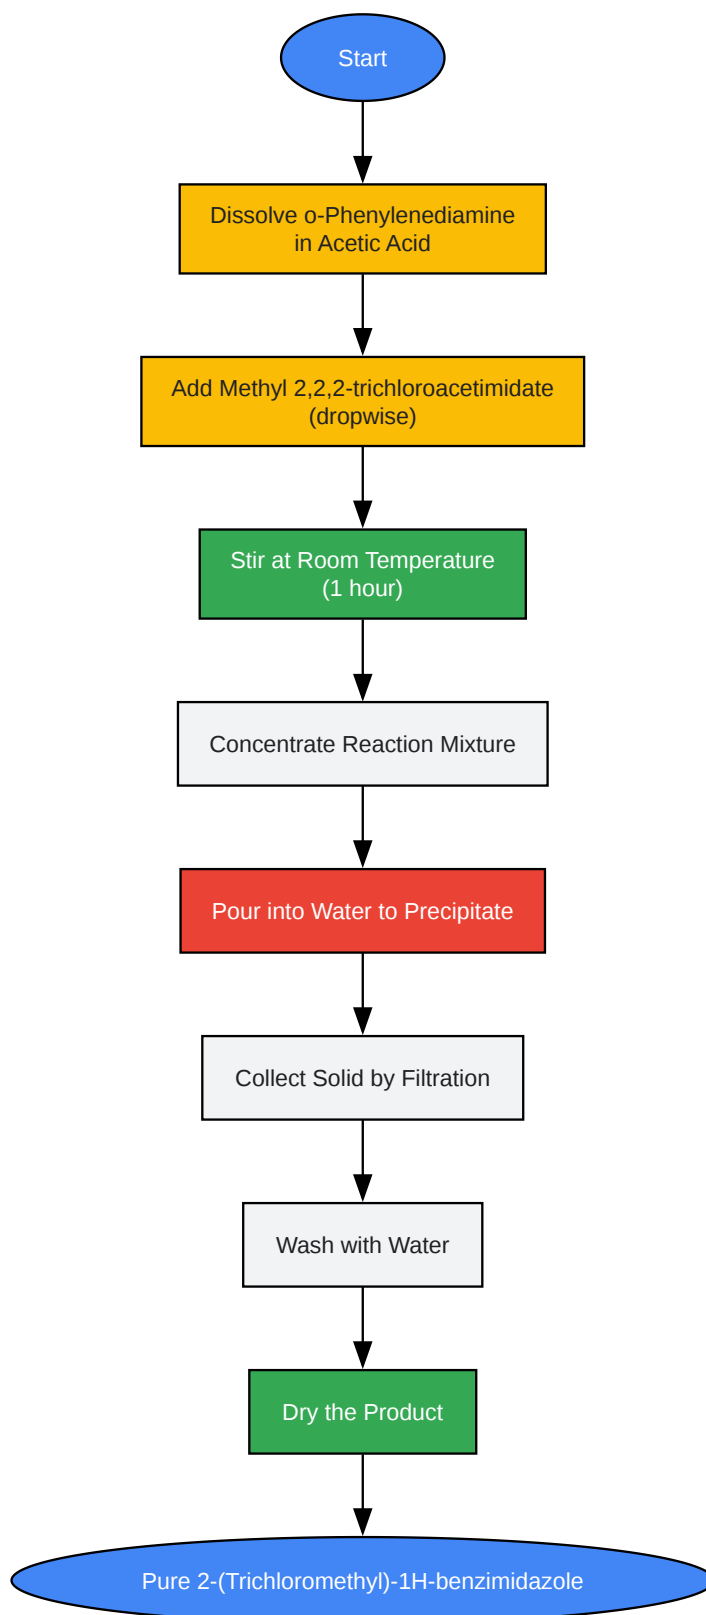 Start
Dissolve o-Phenylenediamine
in Acetic Acid
Add Methyl 2,2,2-trichloroacetimidate
(dropwise)
Stir at Room Temperature
(1 hour)
Concentrate Reaction Mixture
Pour into Water to Precipitate
Collect Solid by Filtration
Wash with Water
Dry the Product
Pure 2-(Trichloromethyl)-1H-benzimidazole